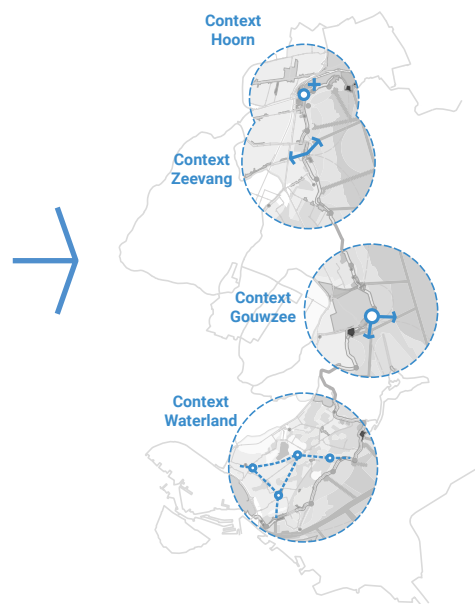 Context
Hoorn
Context
Zeevang
Context
Gouwzee
Context
Waterland